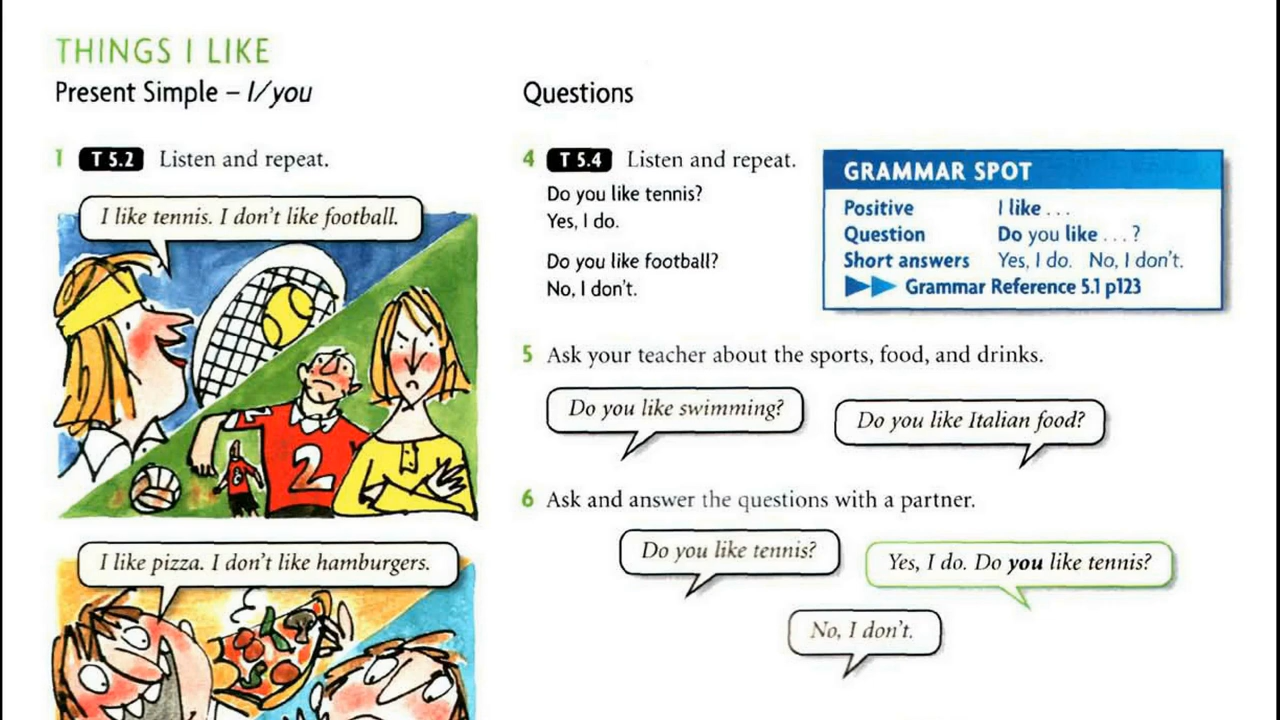 THINGS I LIKE
Present Simple – I/you
1 T 5.2 Listen and repeat.
I like tennis. I don't like football.
2
8
I like pizza. I don't like hamburgers.
Questions
4 T 5.4 Listen and repeat.
Do you like tennis?
Yes, I do.
Do you like football?
No, I don't.
GRAMMAR SPOT
Positive I like . . .
Question Do you like . . . ?
Short answers Yes, I do. No, I don't.
Grammar Reference 5.1 p123
5 Ask your teacher about the sports, food, and drinks.
Do you like swimming?
Do you like Italian food?
6 Ask and answer the questions with a partner.
Do you like tennis?
Yes, I do. Do you like tennis?
No, I don't.